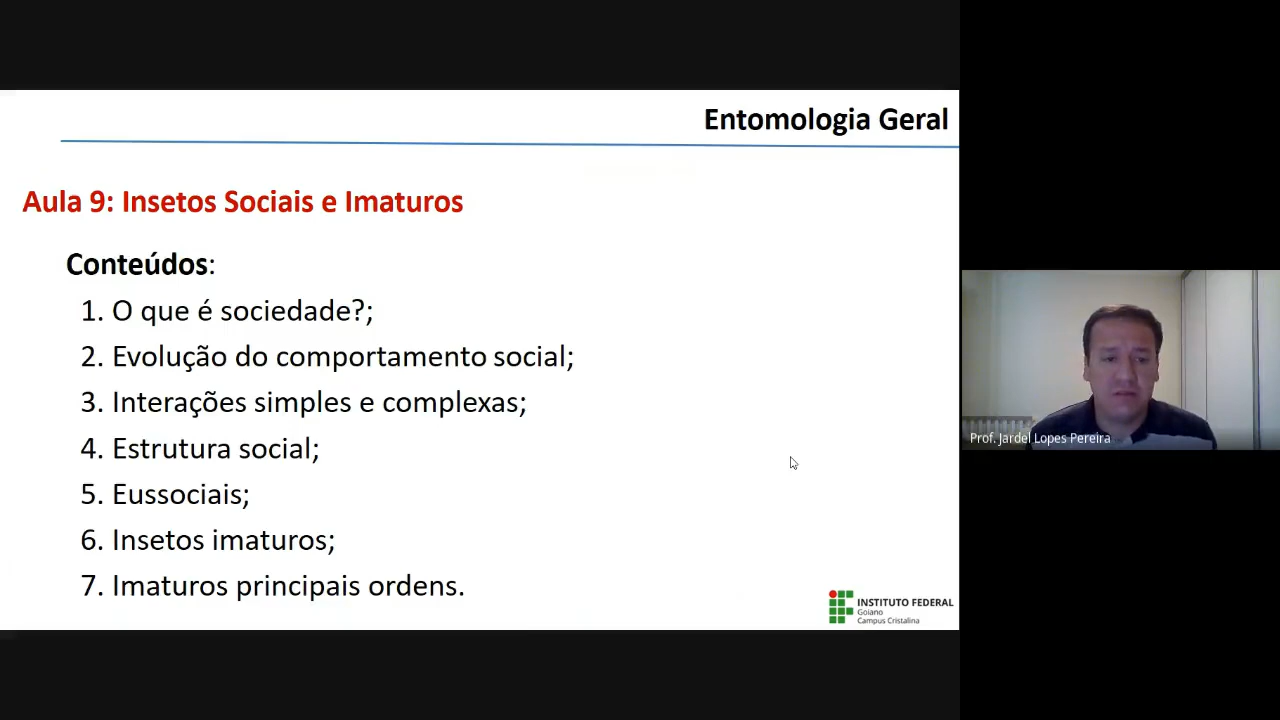 Entomologia Geral
Aula 9: Insetos Sociais e Imaturos
Conteúdos:
1. O que é sociedade?;
2. Evolução do comportamento social;
3. Interações simples e complexas;
4. Estrutura social;
5. Eussociais;
6. Insetos imaturos;
7. Imaturos principais ordens.
INSTITUTO FEDERAL
Goiano
Campus Cristalina
Prof. Jardel Lopes Pereira